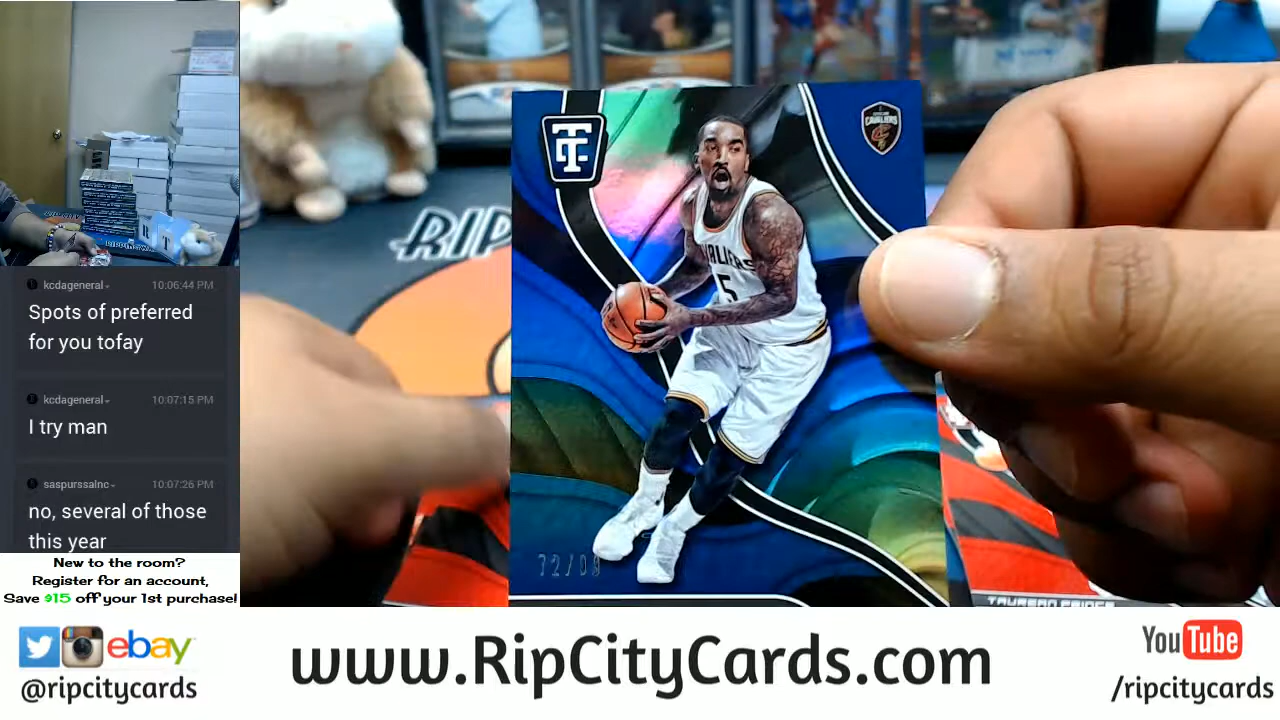 kcdageneral 10:06:44 PM
Spots of preferred
for you tofay
kcdageneral 10:07:15 PM
I try man
saspurssainc 10:07:26 PM
no, several of those
this year
New to the room?
Register for an account,
Save $15 off your 1st purchase!
RIP
CAVALIERS
5
ebay
@ripcitycards
www.RipCityCards.com
YouTube
/ripcitycards